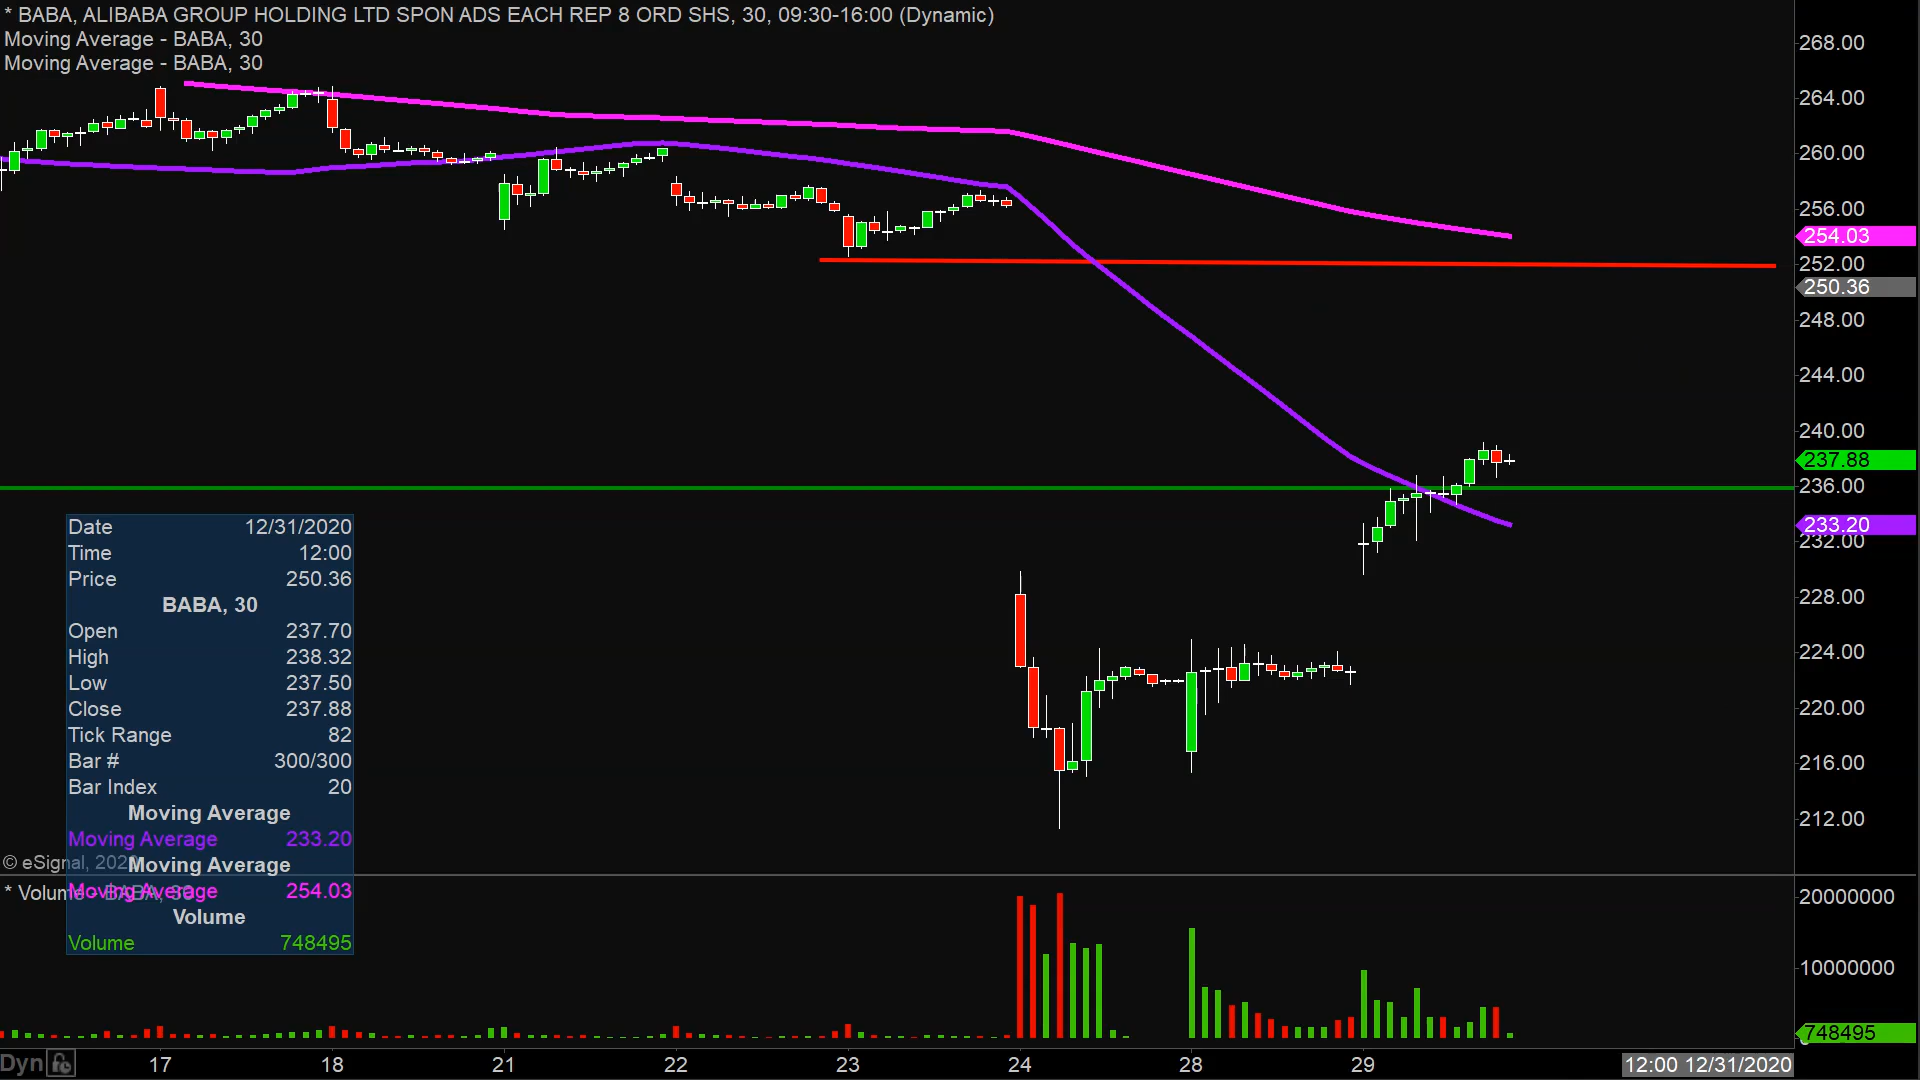 * BABA, ALIBABA GROUP HOLDING LTD SPON ADS EACH REP 8 ORD SHS, 30, 09:30-16:00 (Dynamic)
Moving Average - BABA, 30
Moving Average - BABA, 30
268.00
264.00
260.00
256.00
254.03
252.00
250.36
248.00
244.00
240.00
237.88
236.00
233.20
232.00
228.00
224.00
220.00
216.00
212.00
Date 12/31/2020
Time 12:00
Price 250.36
BABA, 30
Open 237.70
High 238.32
Low 237.50
Close 237.88
Tick Range 82
Bar # 300/300
Bar Index 20
Moving Average
Moving Average 233.20
© eSignal, 2020
Moving Average
* Volume - BABA, 30
Moving Average 254.03
Volume
Volume 748495
20000000
10000000
748495
Dyn 17 18 21 22 23 24 28 29 12:00 12/31/2020